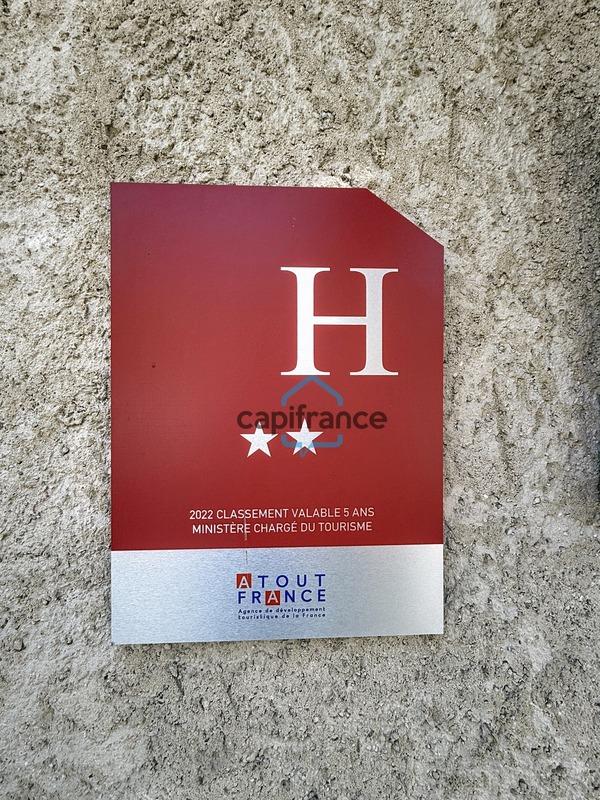 H
capifrance
2022 CLASSEMENT VALABLE 5 ANS
MINISTÈRE CHARGÉ DU TOURISME
ATOUT
FRANCE
Agence de développement
touristique de la France